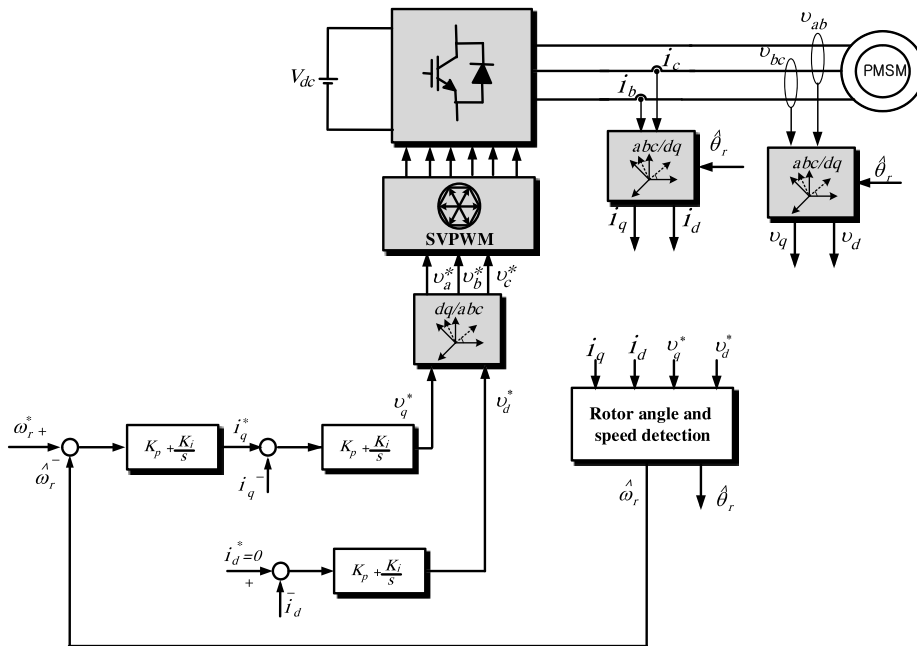 υ_ab
υ_bc
V_dc
i_c
i_b
PMSM
abc/dq
θ̂_r
abc/dq
θ̂_r
SVPWM
i_q i_d
υ_q υ_d
υ_a* υ_b* υ_c*
dq/abc
i_q i_d υ_q* υ_d*
Rotor angle and
speed detection
ω̂_r θ̂_r
υ_q* υ_d*
ω_r* +
−
ω̂_r
K_p + K_i/s
i_q*
−
i_q
K_p + K_i/s
i_d*=0
+
−
i_d
K_p + K_i/s